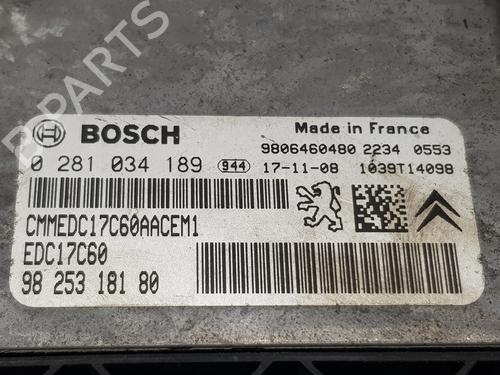 B-PARTS
BOSCH
Made in France
9806460480 2234 0553
0 281 034 189 944 17-11-08 1039T14098
CMMEDC17C60AACEM1
EDC17C60
98 253 181 80